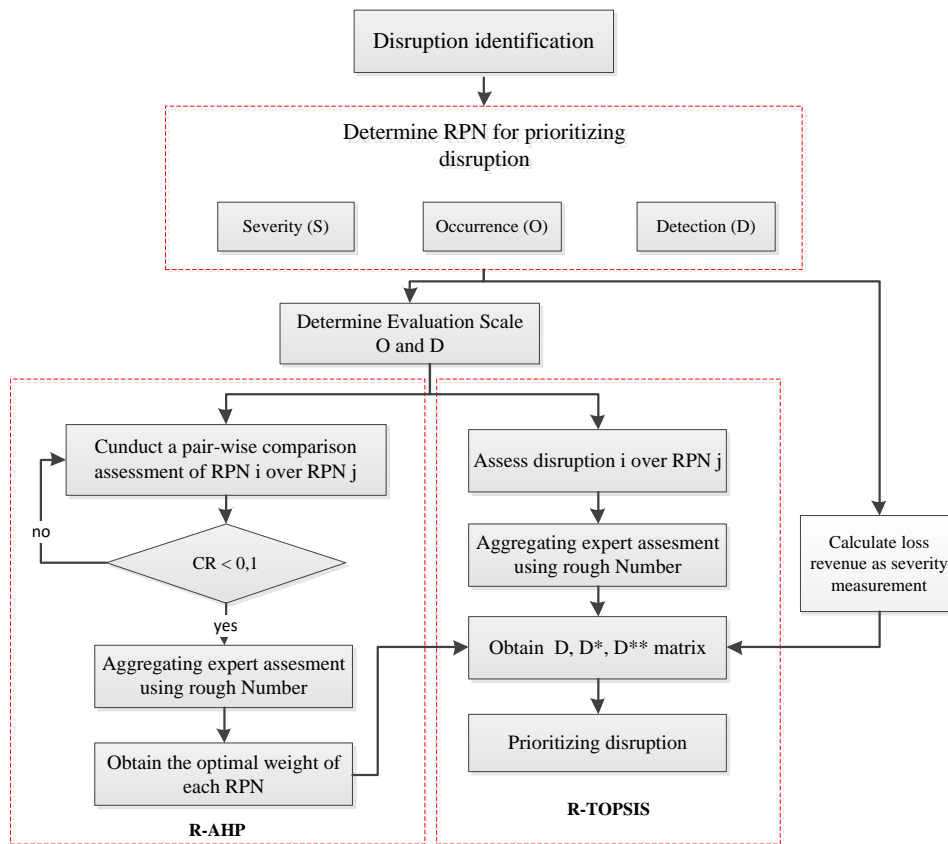 Disruption identification
Determine RPN for prioritizing
disruption
Severity (S)
Occurrence (O)
Detection (D)
Determine Evaluation Scale
O and D
Cunduct a pair-wise comparison
assessment of RPN i over RPN j
no
CR < 0,1
yes
Aggregating expert assesment
using rough Number
Obtain the optimal weight of
each RPN
R-AHP
Assess disruption i over RPN j
Aggregating expert assesment
using rough Number
Obtain D, D*, D** matrix
Prioritizing disruption
R-TOPSIS
Calculate loss
revenue as severity
measurement